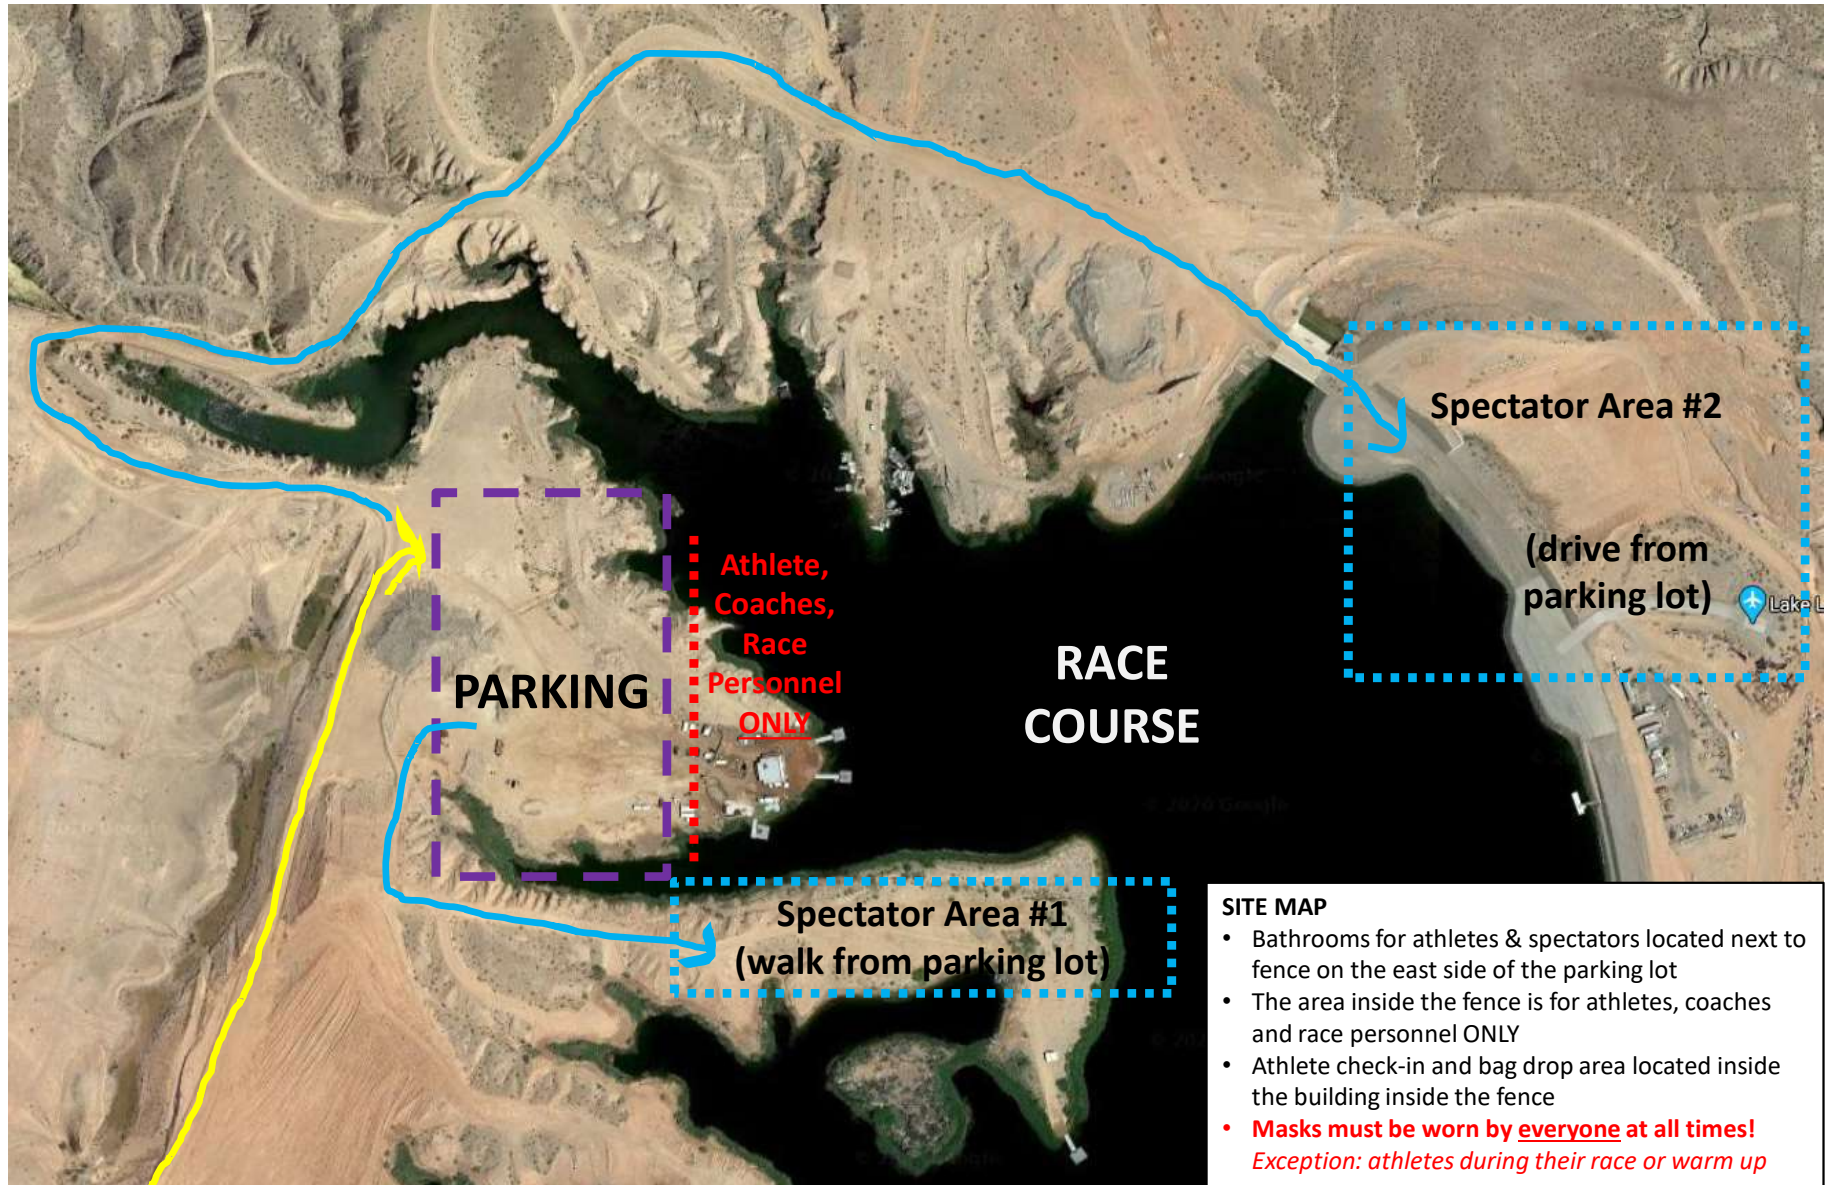 Spectator Area #2
(drive from
parking lot)
Lake L
Athlete,
Coaches,
Race
Personnel
ONLY
PARKING
RACE
COURSE
Spectator Area #1
(walk from parking lot)
SITE MAP
• Bathrooms for athletes & spectators located next to
fence on the east side of the parking lot
• The area inside the fence is for athletes, coaches
and race personnel ONLY
• Athlete check-in and bag drop area located inside
the building inside the fence
• Masks must be worn by everyone at all times!
Exception: athletes during their race or warm up
© 2020 Google